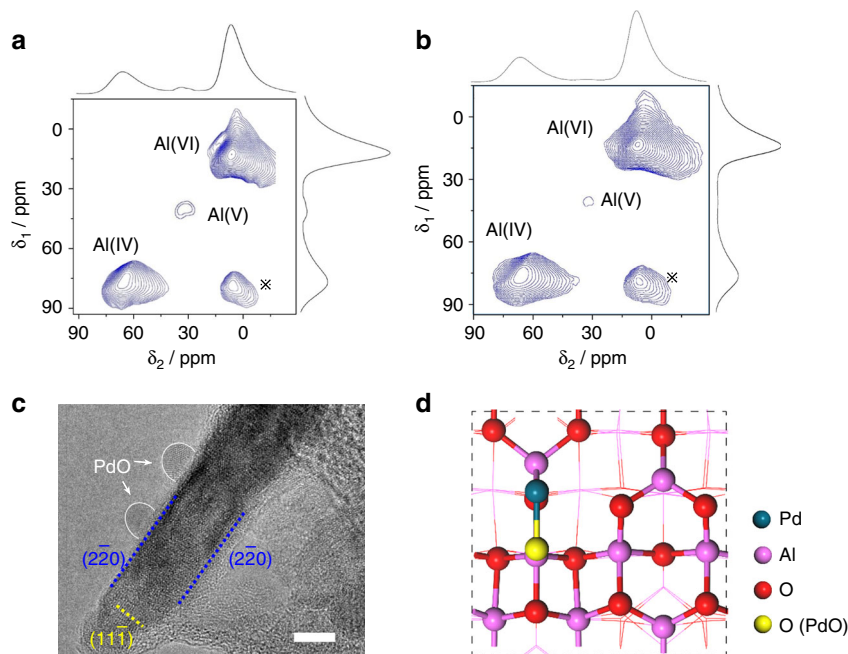 a
0
30
60
90
δ1 / ppm
Al(VI)
Al(V)
Al(IV)
※
90
60
30
0
δ2 / ppm
b
0
30
60
90
δ1 / ppm
Al(VI)
Al(V)
Al(IV)
※
90
60
30
0
δ2 / ppm
c
PdO
(22̅0)
(22̅0)
(111̅)
d
Pd
Al
O
O (PdO)